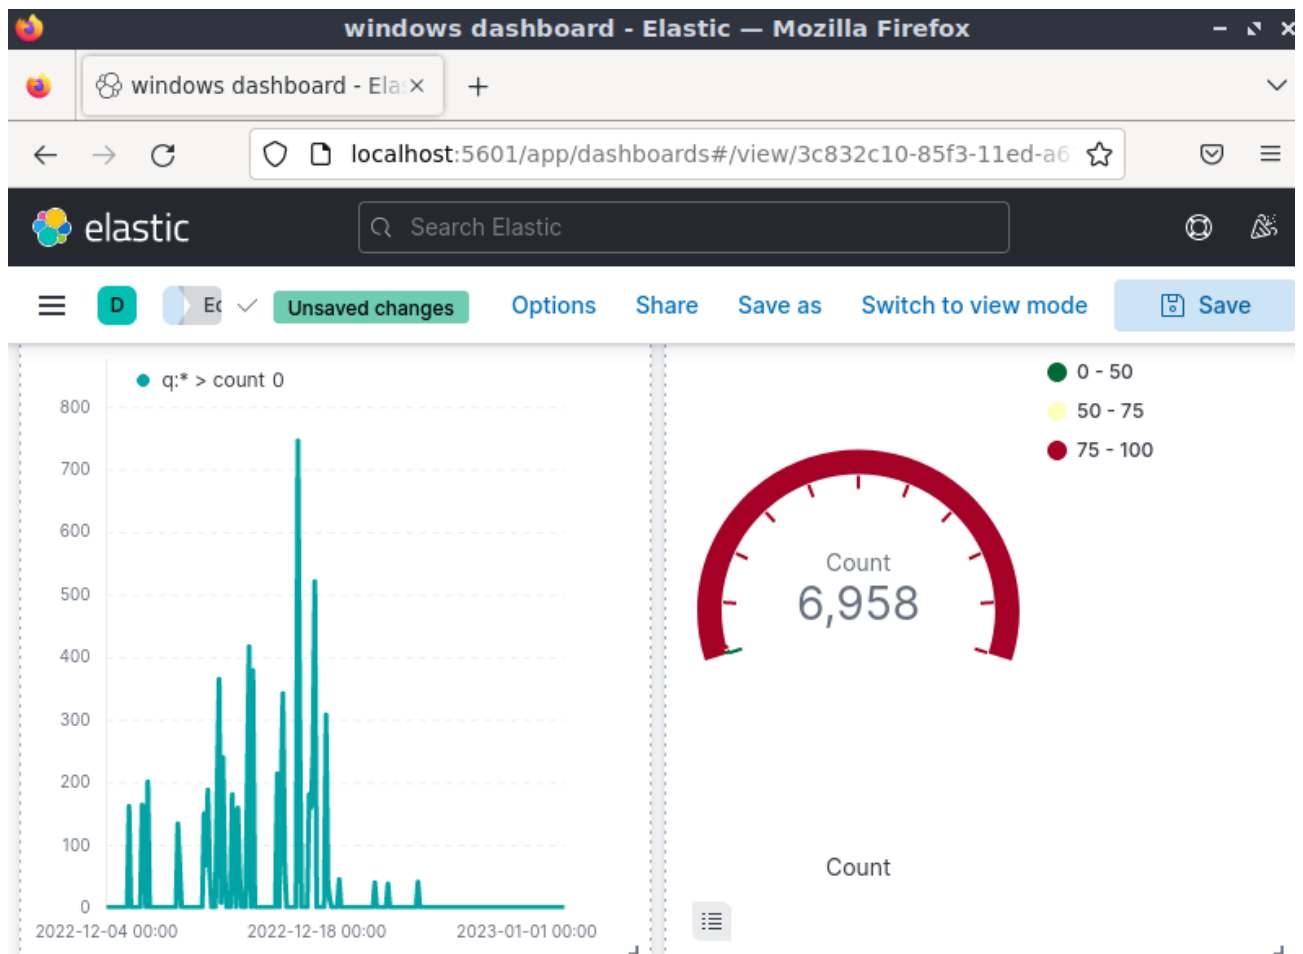 windows dashboard - Elastic — Mozilla Firefox
windows dashboard - Ela
localhost:5601/app/dashboards#/view/3c832c10-85f3-11ed-a6
elastic
Search Elastic
D
Unsaved changes
Options
Share
Save as
Switch to view mode
Save
q:* > count 0
800
700
600
500
400
300
200
100
0
2022-12-04 00:00
2022-12-18 00:00
2023-01-01 00:00
0 - 50
50 - 75
75 - 100
Count
6,958
Count